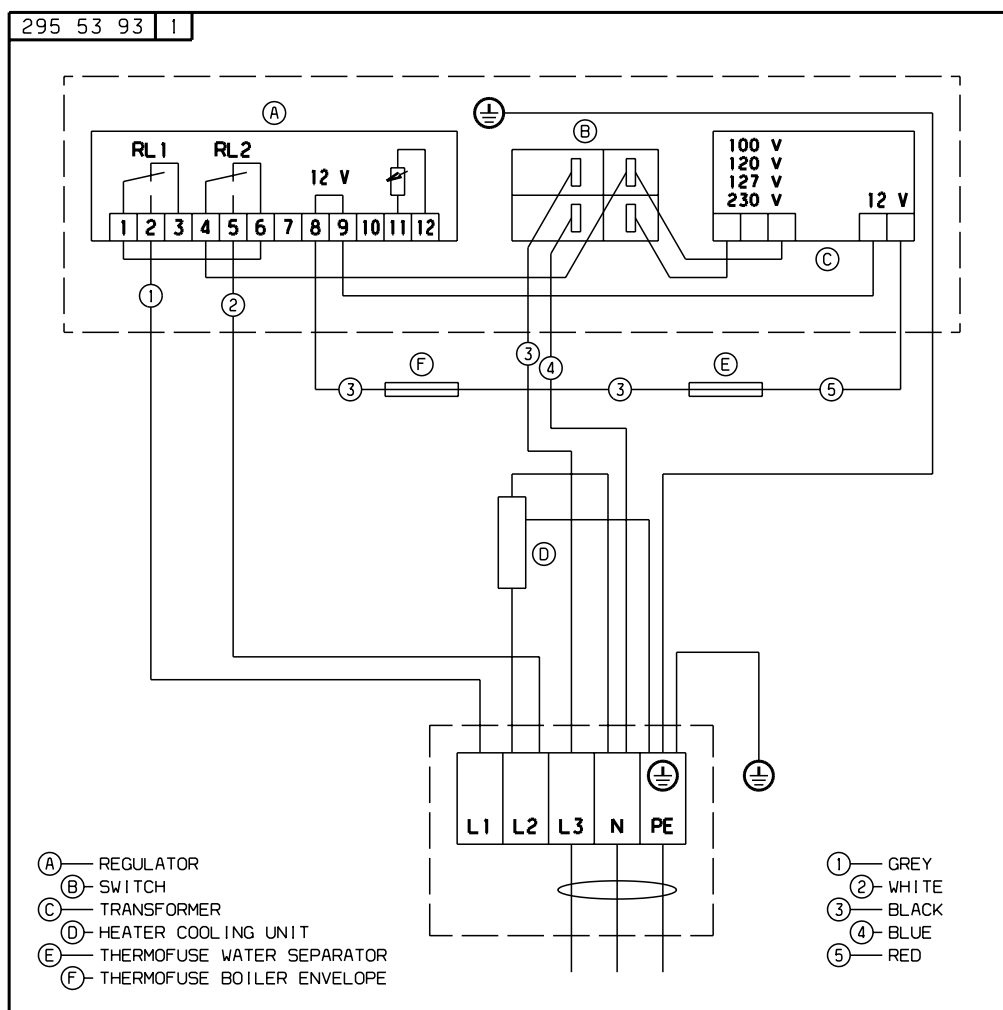 295 53 93 1
A
B
RL1 RL2
12 V
100 V
120 V
127 V
230 V
12 V
1 2 3 4 5 6 7 8 9 10 11 12
C
1
2
3
4
F
E
3
3
5
D
L1 L2 L3 N PE
A REGULATOR
B SWITCH
C TRANSFORMER
D HEATER COOLING UNIT
E THERMOFUSE WATER SEPARATOR
F THERMOFUSE BOILER ENVELOPE
1 GREY
2 WHITE
3 BLACK
4 BLUE
5 RED